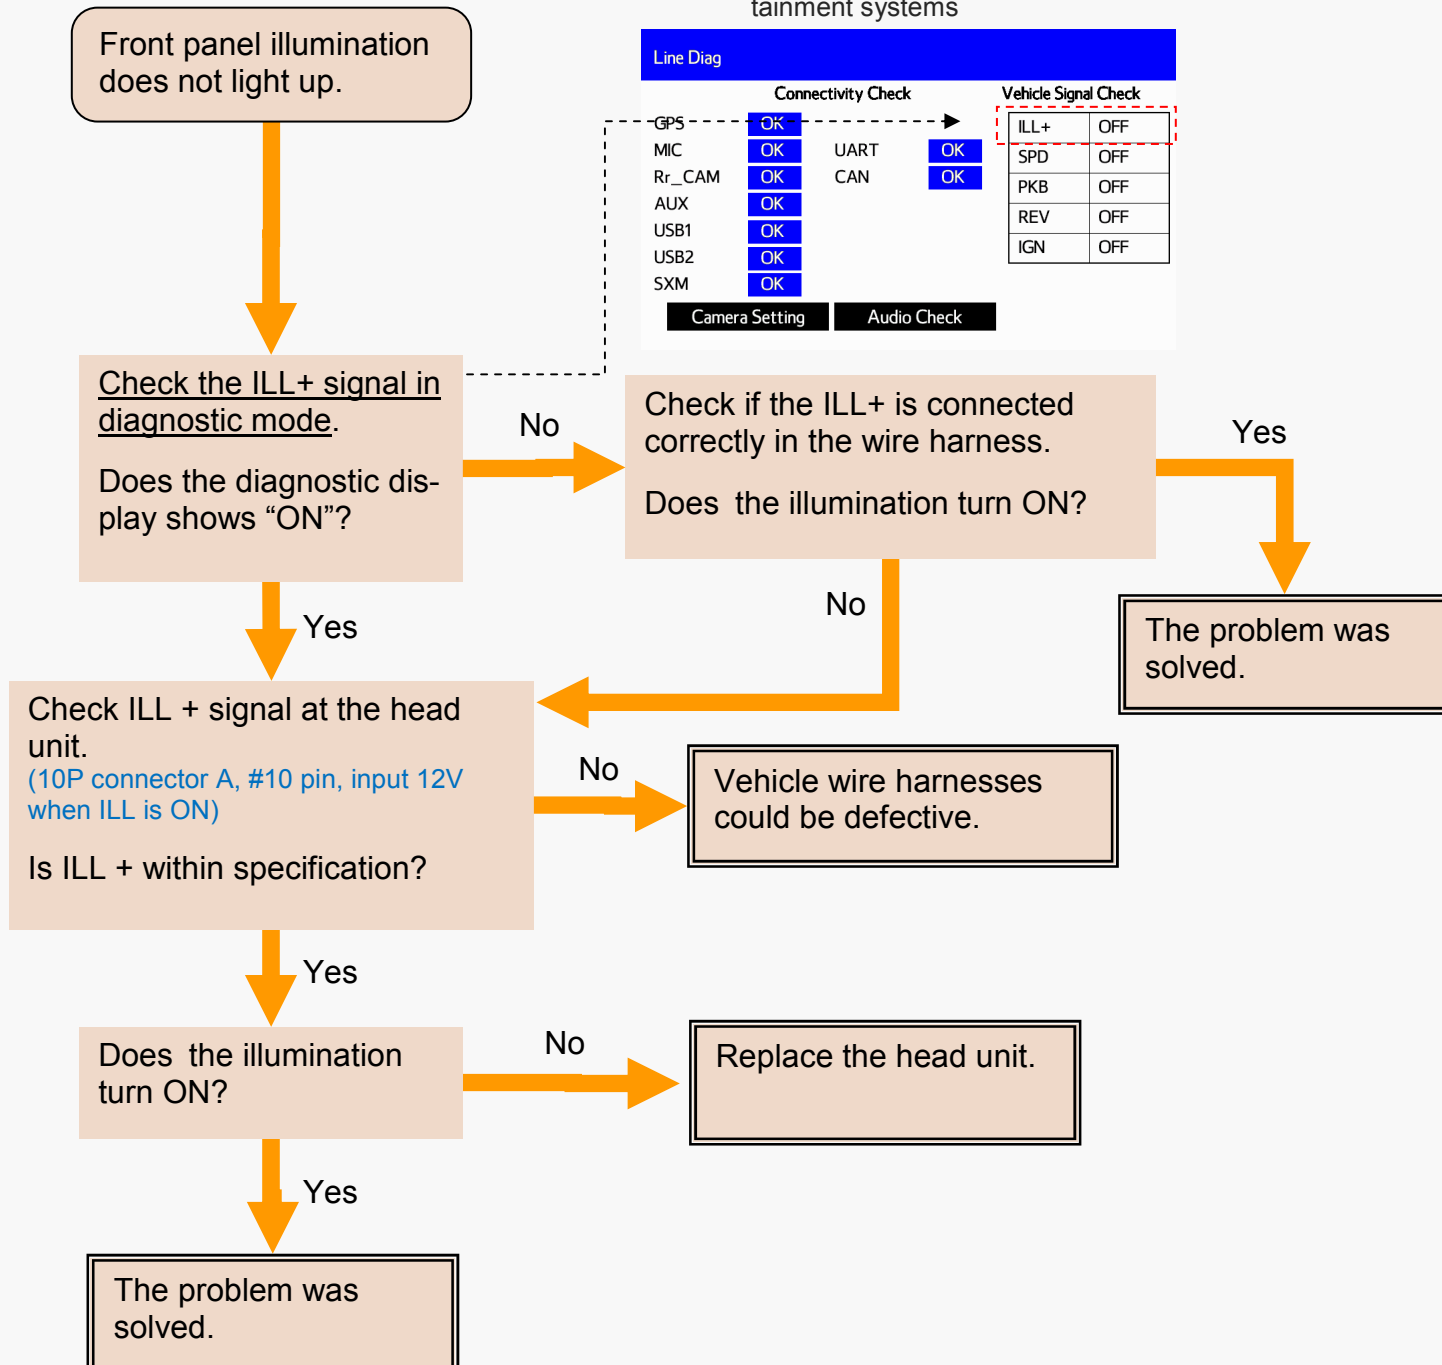 tainment systems
Front panel illumination
does not light up.
Line Diag
Connectivity Check
Vehicle Signal Check
GPS OK
MIC OK UART OK
Rr_CAM OK CAN OK
AUX OK
USB1 OK
USB2 OK
SXM OK
ILL+ OFF
SPD OFF
PKB OFF
REV OFF
IGN OFF
Camera Setting Audio Check
Check the ILL+ signal in
diagnostic mode.
Does the diagnostic dis-
play shows “ON”?
No
Check if the ILL+ is connected
correctly in the wire harness.
Does the illumination turn ON?
Yes
No
The problem was
solved.
Yes
Check ILL + signal at the head
unit.
(10P connector A, #10 pin, input 12V
when ILL is ON)
Is ILL + within specification?
No
Vehicle wire harnesses
could be defective.
Yes
Does the illumination
turn ON?
No
Replace the head unit.
Yes
The problem was
solved.